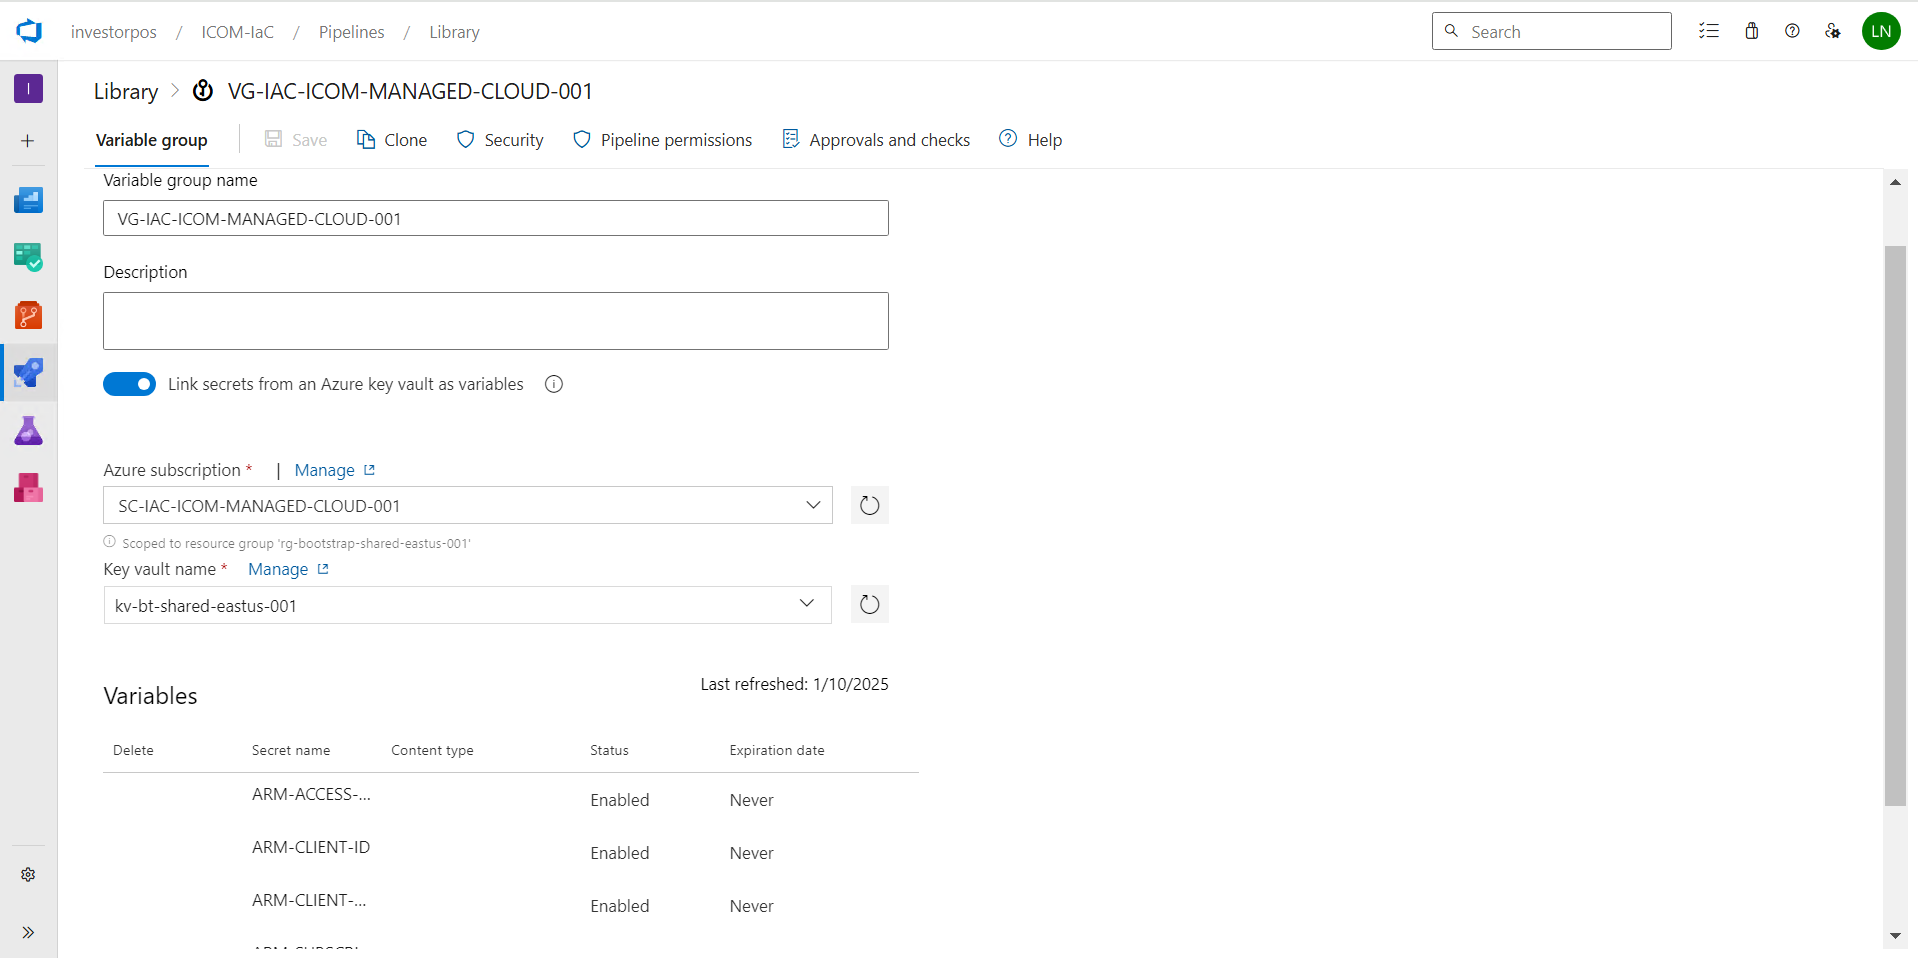 investorpos / ICOM-IaC / Pipelines / Library
Search
LN
I
Library > VG-IAC-ICOM-MANAGED-CLOUD-001
Variable group Save Clone Security Pipeline permissions Approvals and checks Help
Variable group name
VG-IAC-ICOM-MANAGED-CLOUD-001
Description
Link secrets from an Azure key vault as variables
Azure subscription * | Manage
SC-IAC-ICOM-MANAGED-CLOUD-001
Scoped to resource group 'rg-bootstrap-shared-eastus-001'
Key vault name * Manage
kv-bt-shared-eastus-001
Variables
Last refreshed: 1/10/2025
Delete Secret name Content type Status Expiration date
ARM-ACCESS-... Enabled Never
ARM-CLIENT-ID Enabled Never
ARM-CLIENT-... Enabled Never